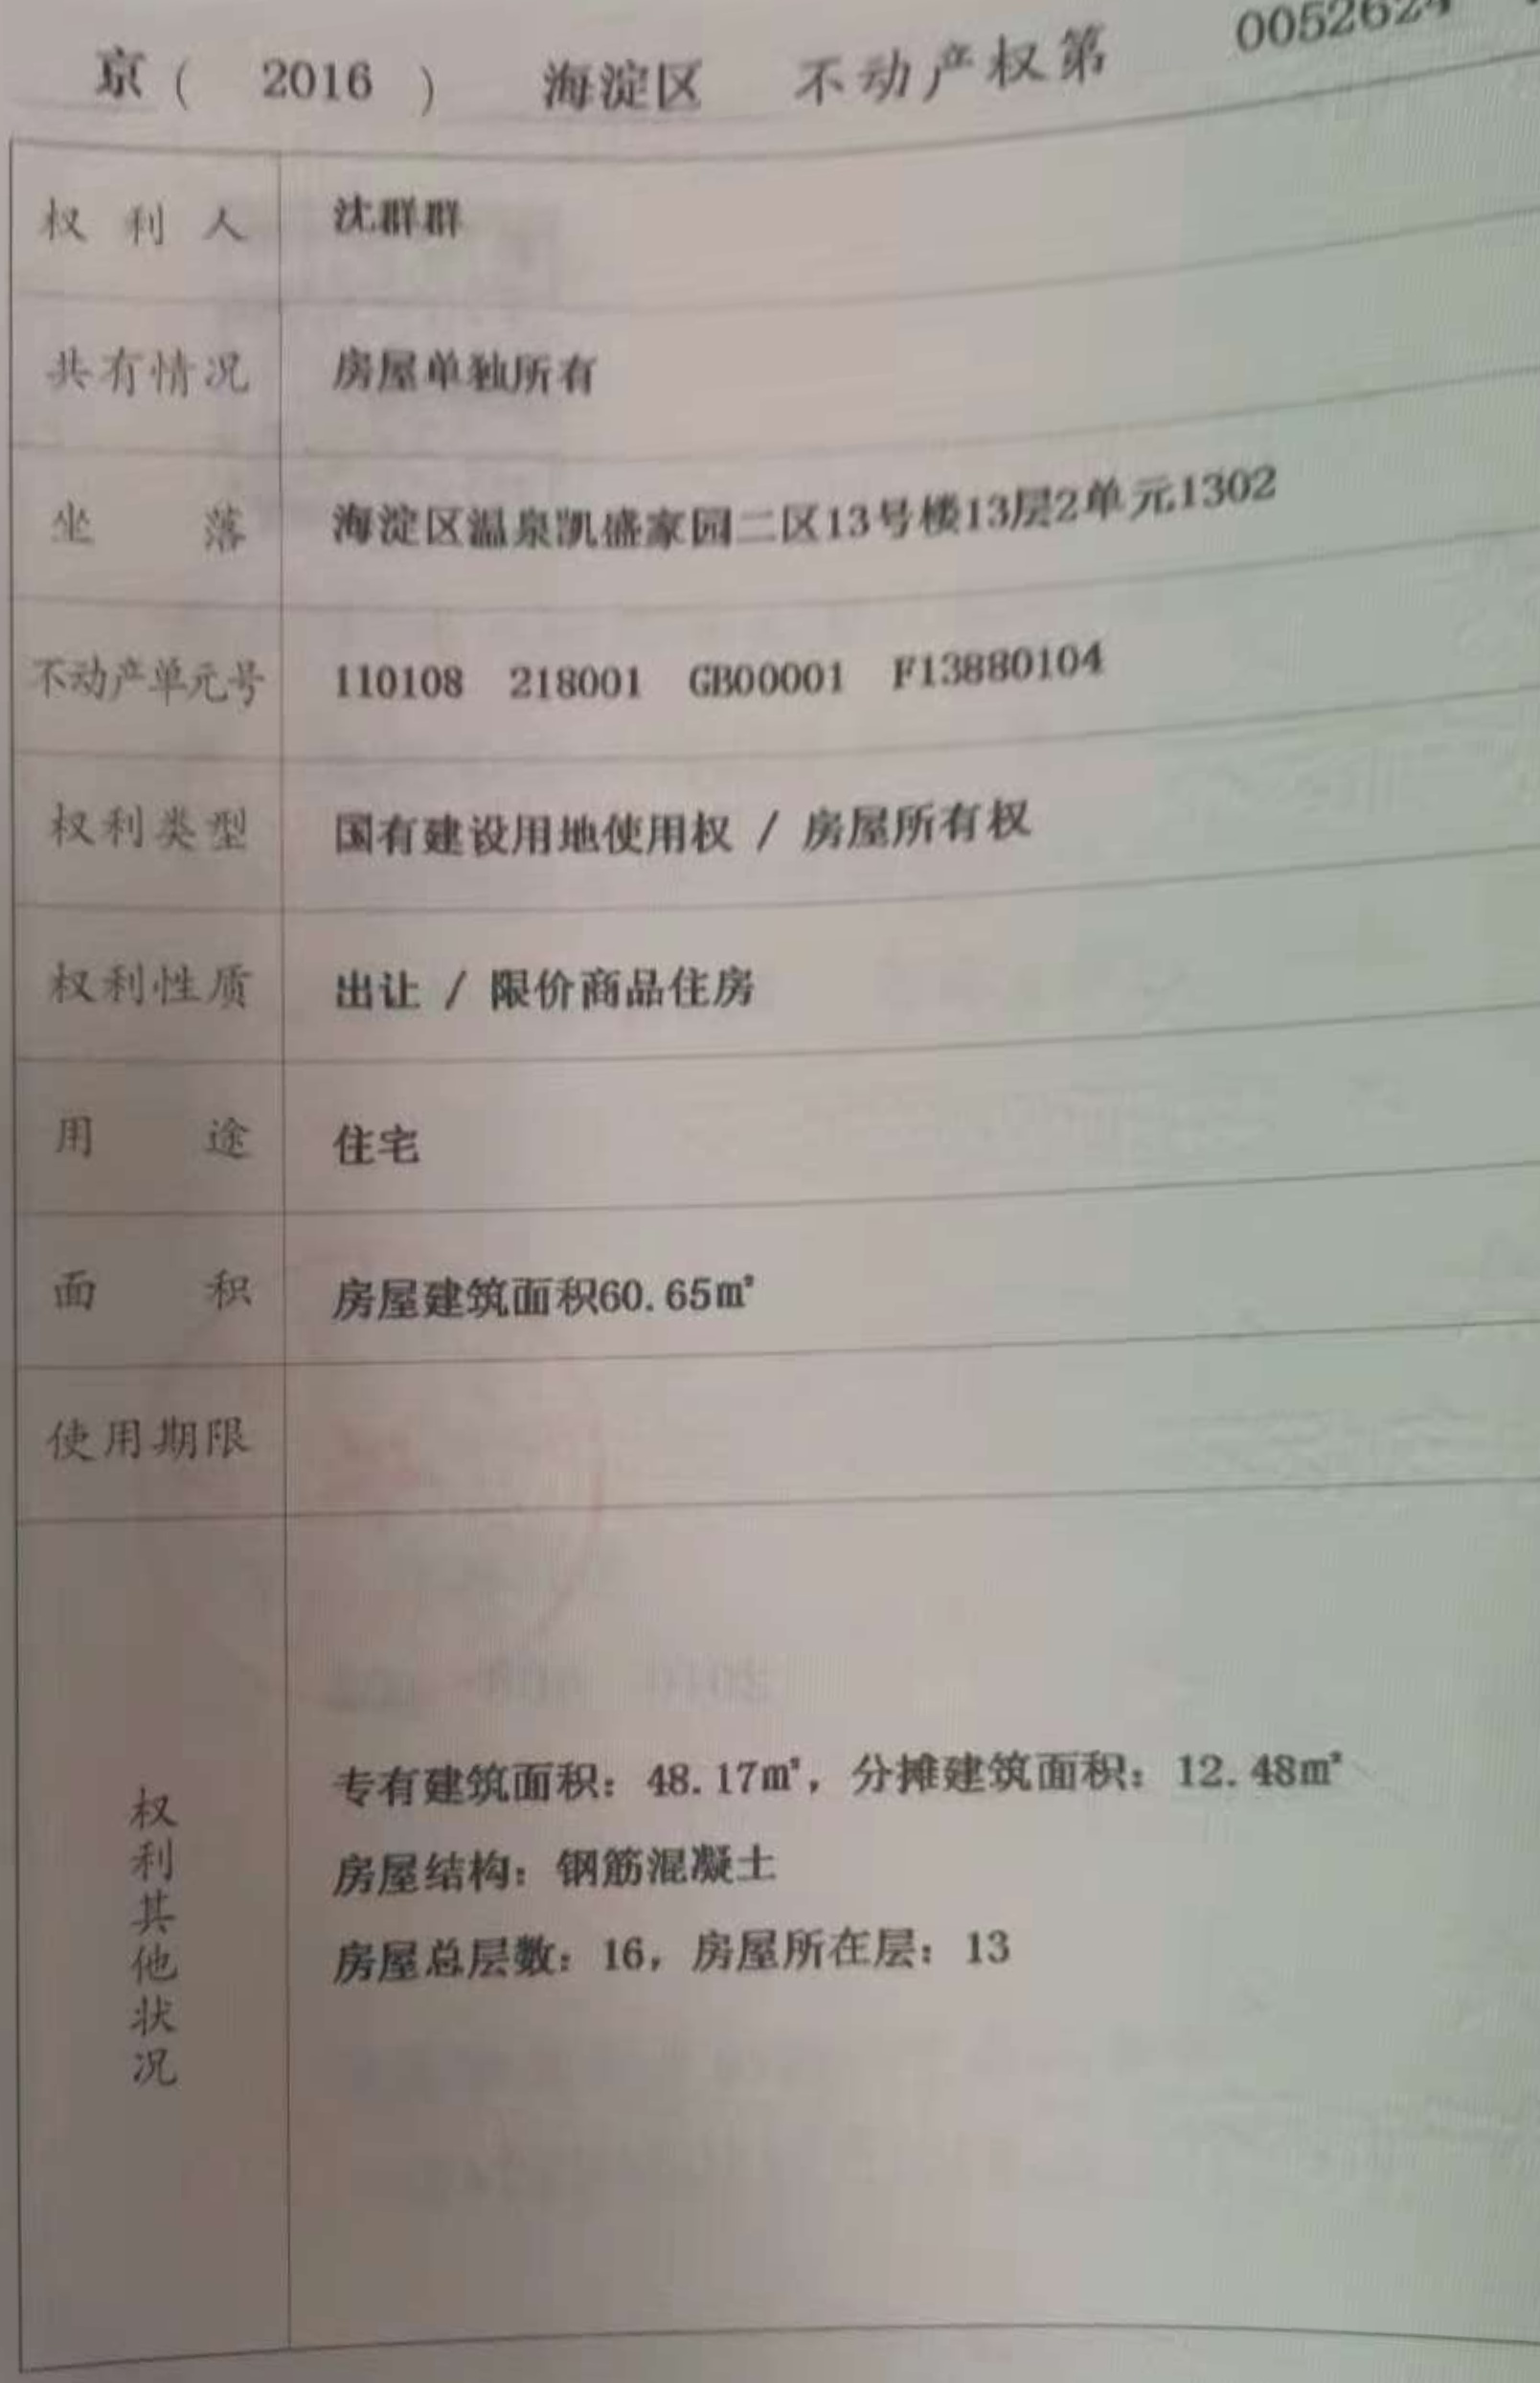 京 ( 2016 ) 海淀区 不动产权第 0052624
权利人 沈群群
共有情况 房屋单独所有
坐落 海淀区温泉凯盛家园二区13号楼13层2单元1302
不动产单元号 110108 218001 GB00001 F13880104
权利类型 国有建设用地使用权 / 房屋所有权
权利性质 出让 / 限价商品住房
用途 住宅
面积 房屋建筑面积60.65㎡
使用期限
权利其他状况
专有建筑面积：48.17㎡，分摊建筑面积：12.48㎡
房屋结构：钢筋混凝土
房屋总层数：16，房屋所在层：13